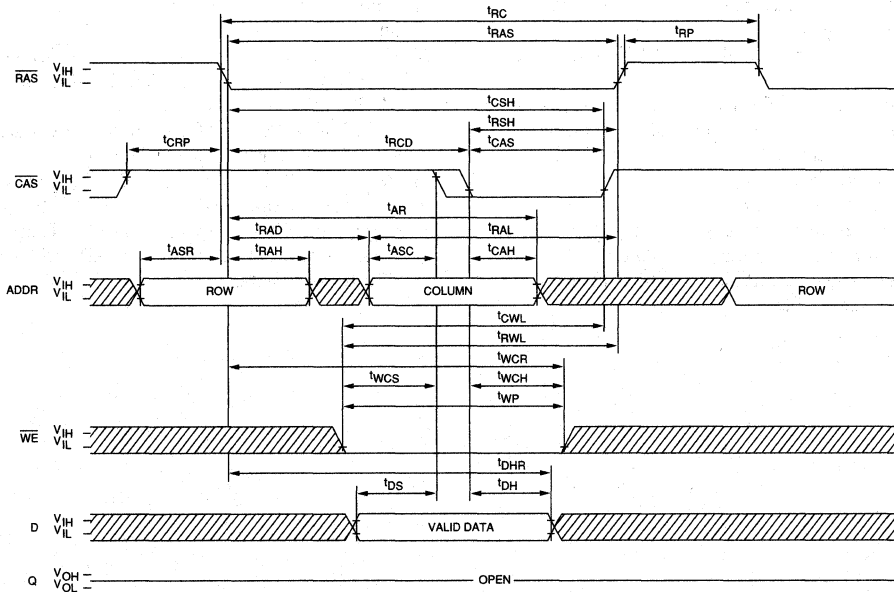 tRC
tRAS
tRP
RAS VIH
VIL
tCSH
tRSH
tCRP
tRCD
tCAS
CAS VIH
VIL
tAR
tRAD
tRAL
tASR
tRAH
tASC
tCAH
ADDR VIH
VIL
ROW
COLUMN
ROW
tCWL
tRWL
tWCR
tWCS
tWCH
tWP
WE VIH
VIL
tDHR
tDS
tDH
D VIH
VIL
VALID DATA
Q VOH
VOL
OPEN